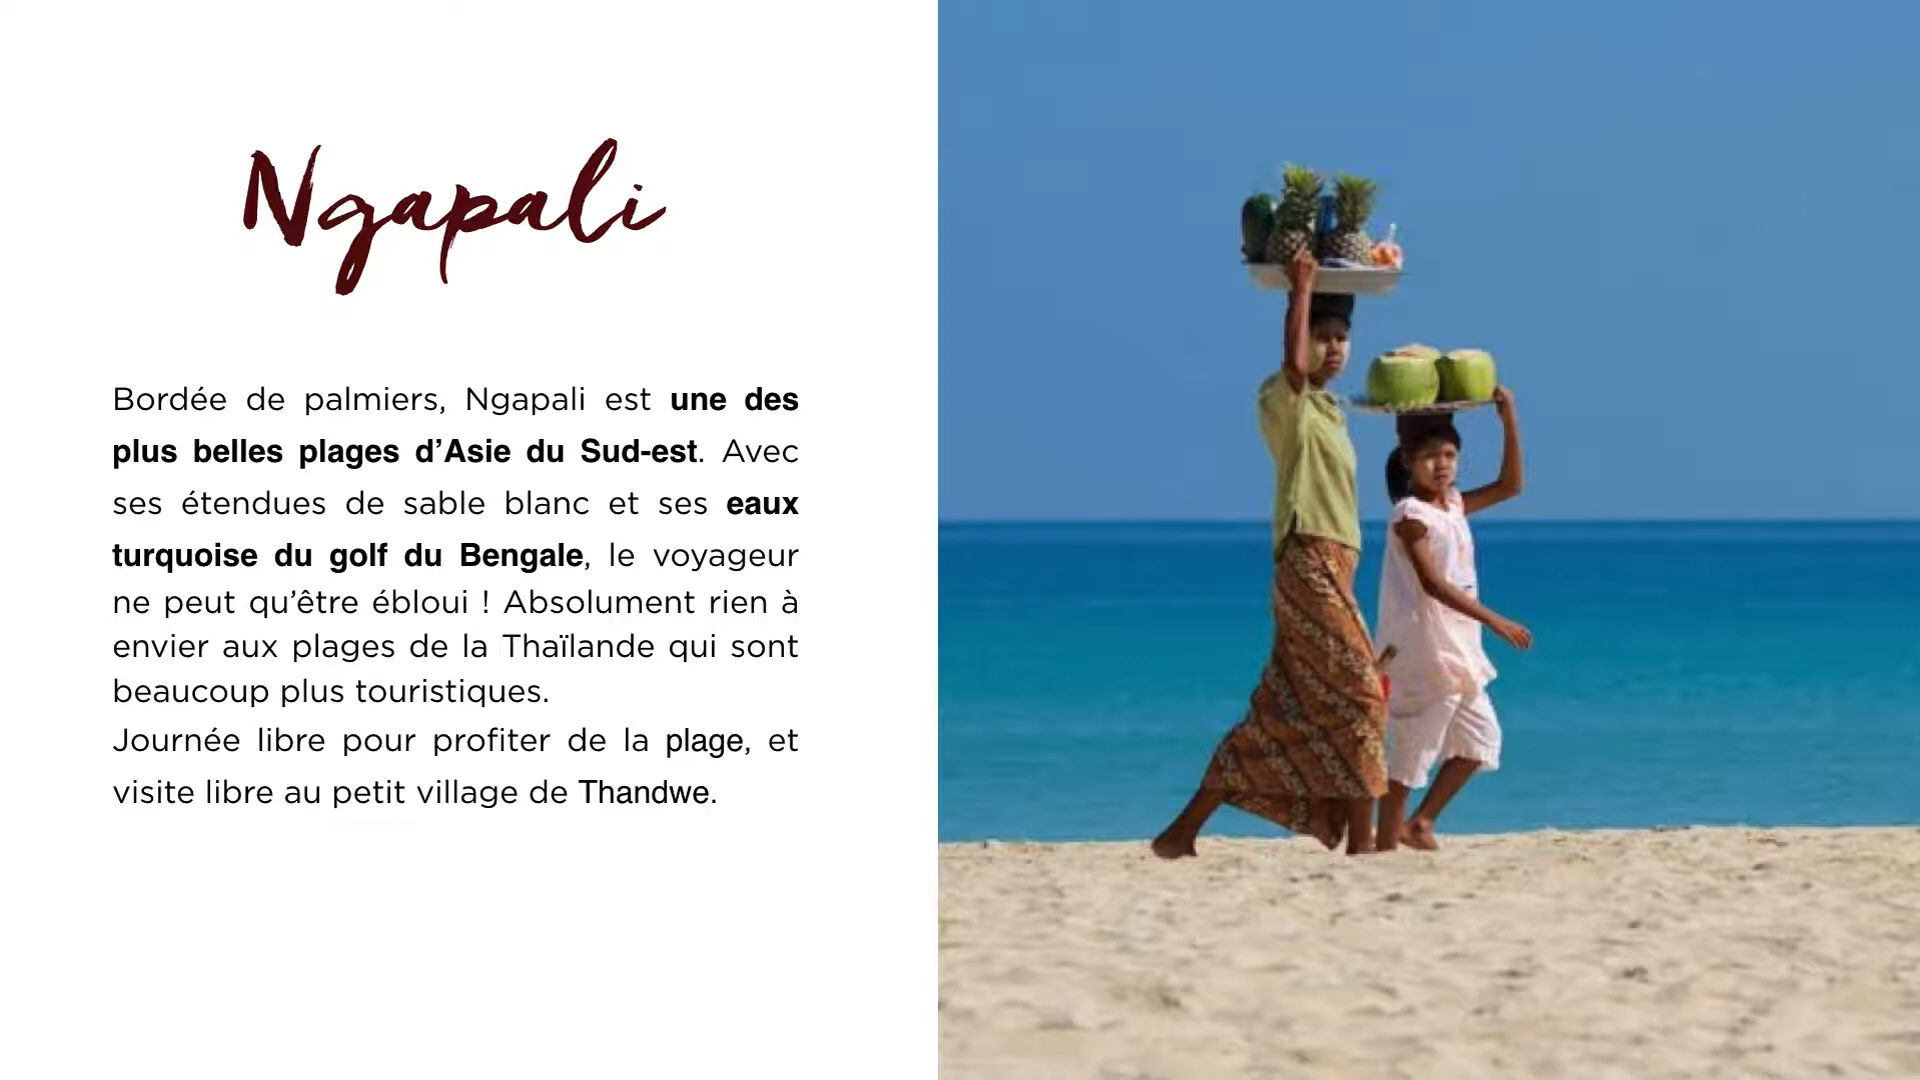 Ngapali
Bordée de palmiers, Ngapali est une des
plus belles plages d’Asie du Sud-est. Avec
ses étendues de sable blanc et ses eaux
turquoise du golf du Bengale, le voyageur
ne peut qu’être ébloui ! Absolument rien à
envier aux plages de la Thaïlande qui sont
beaucoup plus touristiques.
Journée libre pour profiter de la plage, et
visite libre au petit village de Thandwe.